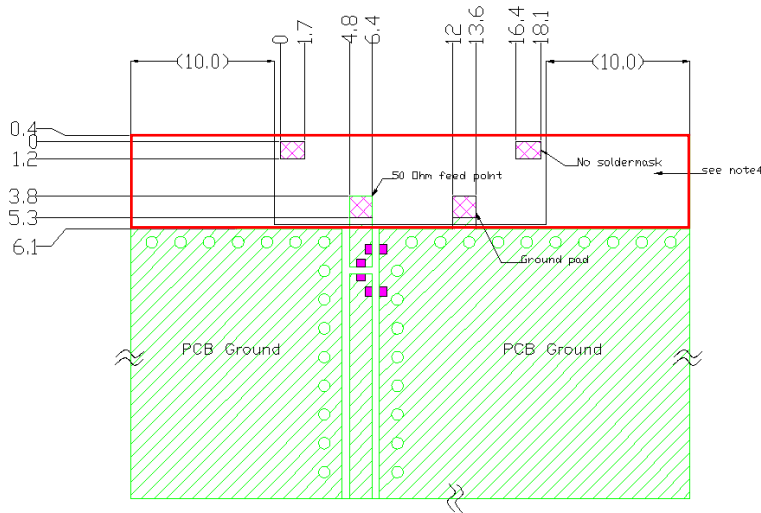 0
1.7
4.8
6.4
12
13.6
16.4
18.1
(10.0)
(10.0)
0.4
0
1.2
3.8
5.3
6.1
No soldermask
see note4
50 Ohm feed point
Ground pad
PCB Ground
PCB Ground